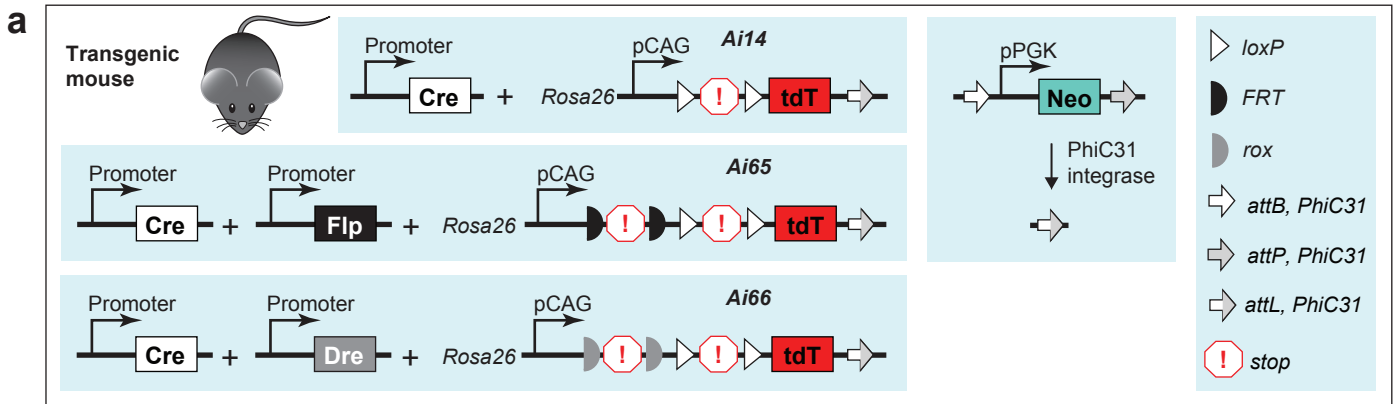 a
Transgenic
mouse
Promoter
Cre
+
Rosa26
pCAG
Ai14
!
tdT
Promoter
Cre
+
Promoter
Flp
+
Rosa26
pCAG
Ai65
!
!
tdT
Promoter
Cre
+
Promoter
Dre
+
Rosa26
pCAG
Ai66
!
!
tdT
pPGK
Neo
PhiC31
integrase
loxP
FRT
rox
attB, PhiC31
attP, PhiC31
attL, PhiC31
! stop